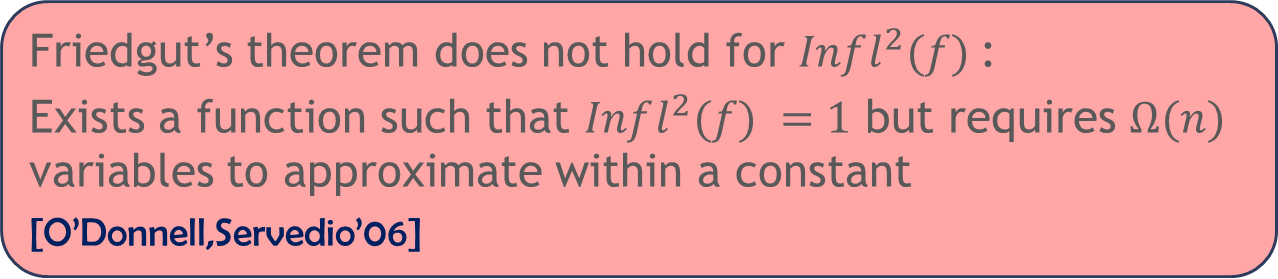 Friedgut’s theorem does not hold for 𝐼𝑛𝑓𝑙²(𝑓) :
Exists a function such that 𝐼𝑛𝑓𝑙²(𝑓) = 1 but requires Ω(𝑛)
variables to approximate within a constant
[O’Donnell,Servedio’06]